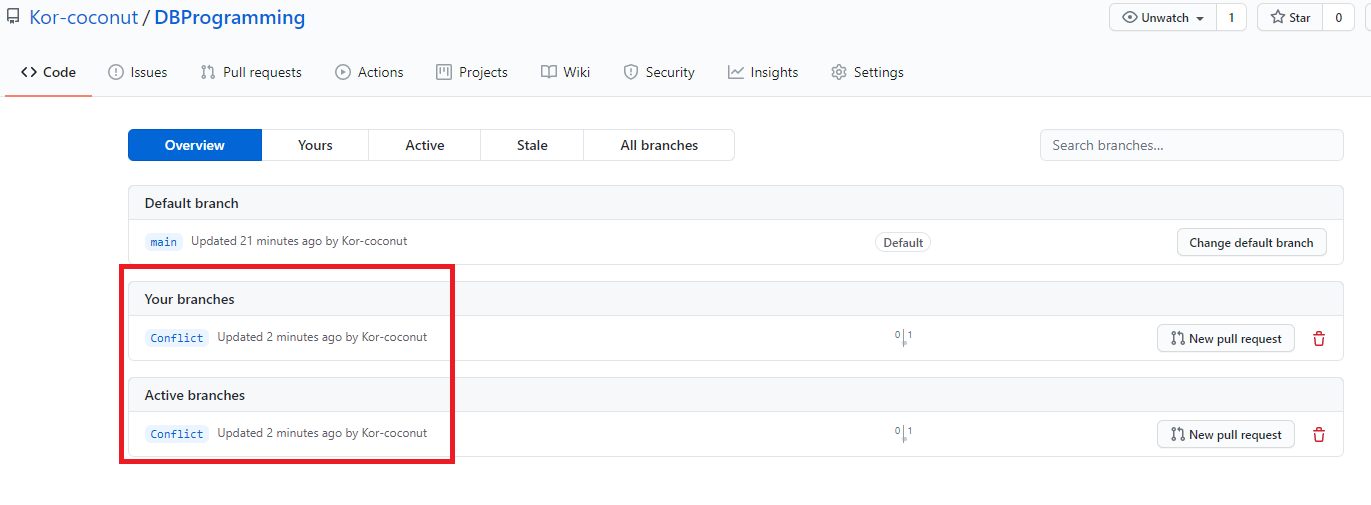 Kor-coconut / DBProgramming
Unwatch 1 Star 0
Code Issues Pull requests Actions Projects Wiki Security Insights Settings
Overview Yours Active Stale All branches Search branches...
Default branch
main Updated 21 minutes ago by Kor-coconut Default Change default branch
Your branches
Conflict Updated 2 minutes ago by Kor-coconut 0 1 New pull request
Active branches
Conflict Updated 2 minutes ago by Kor-coconut 0 1 New pull request